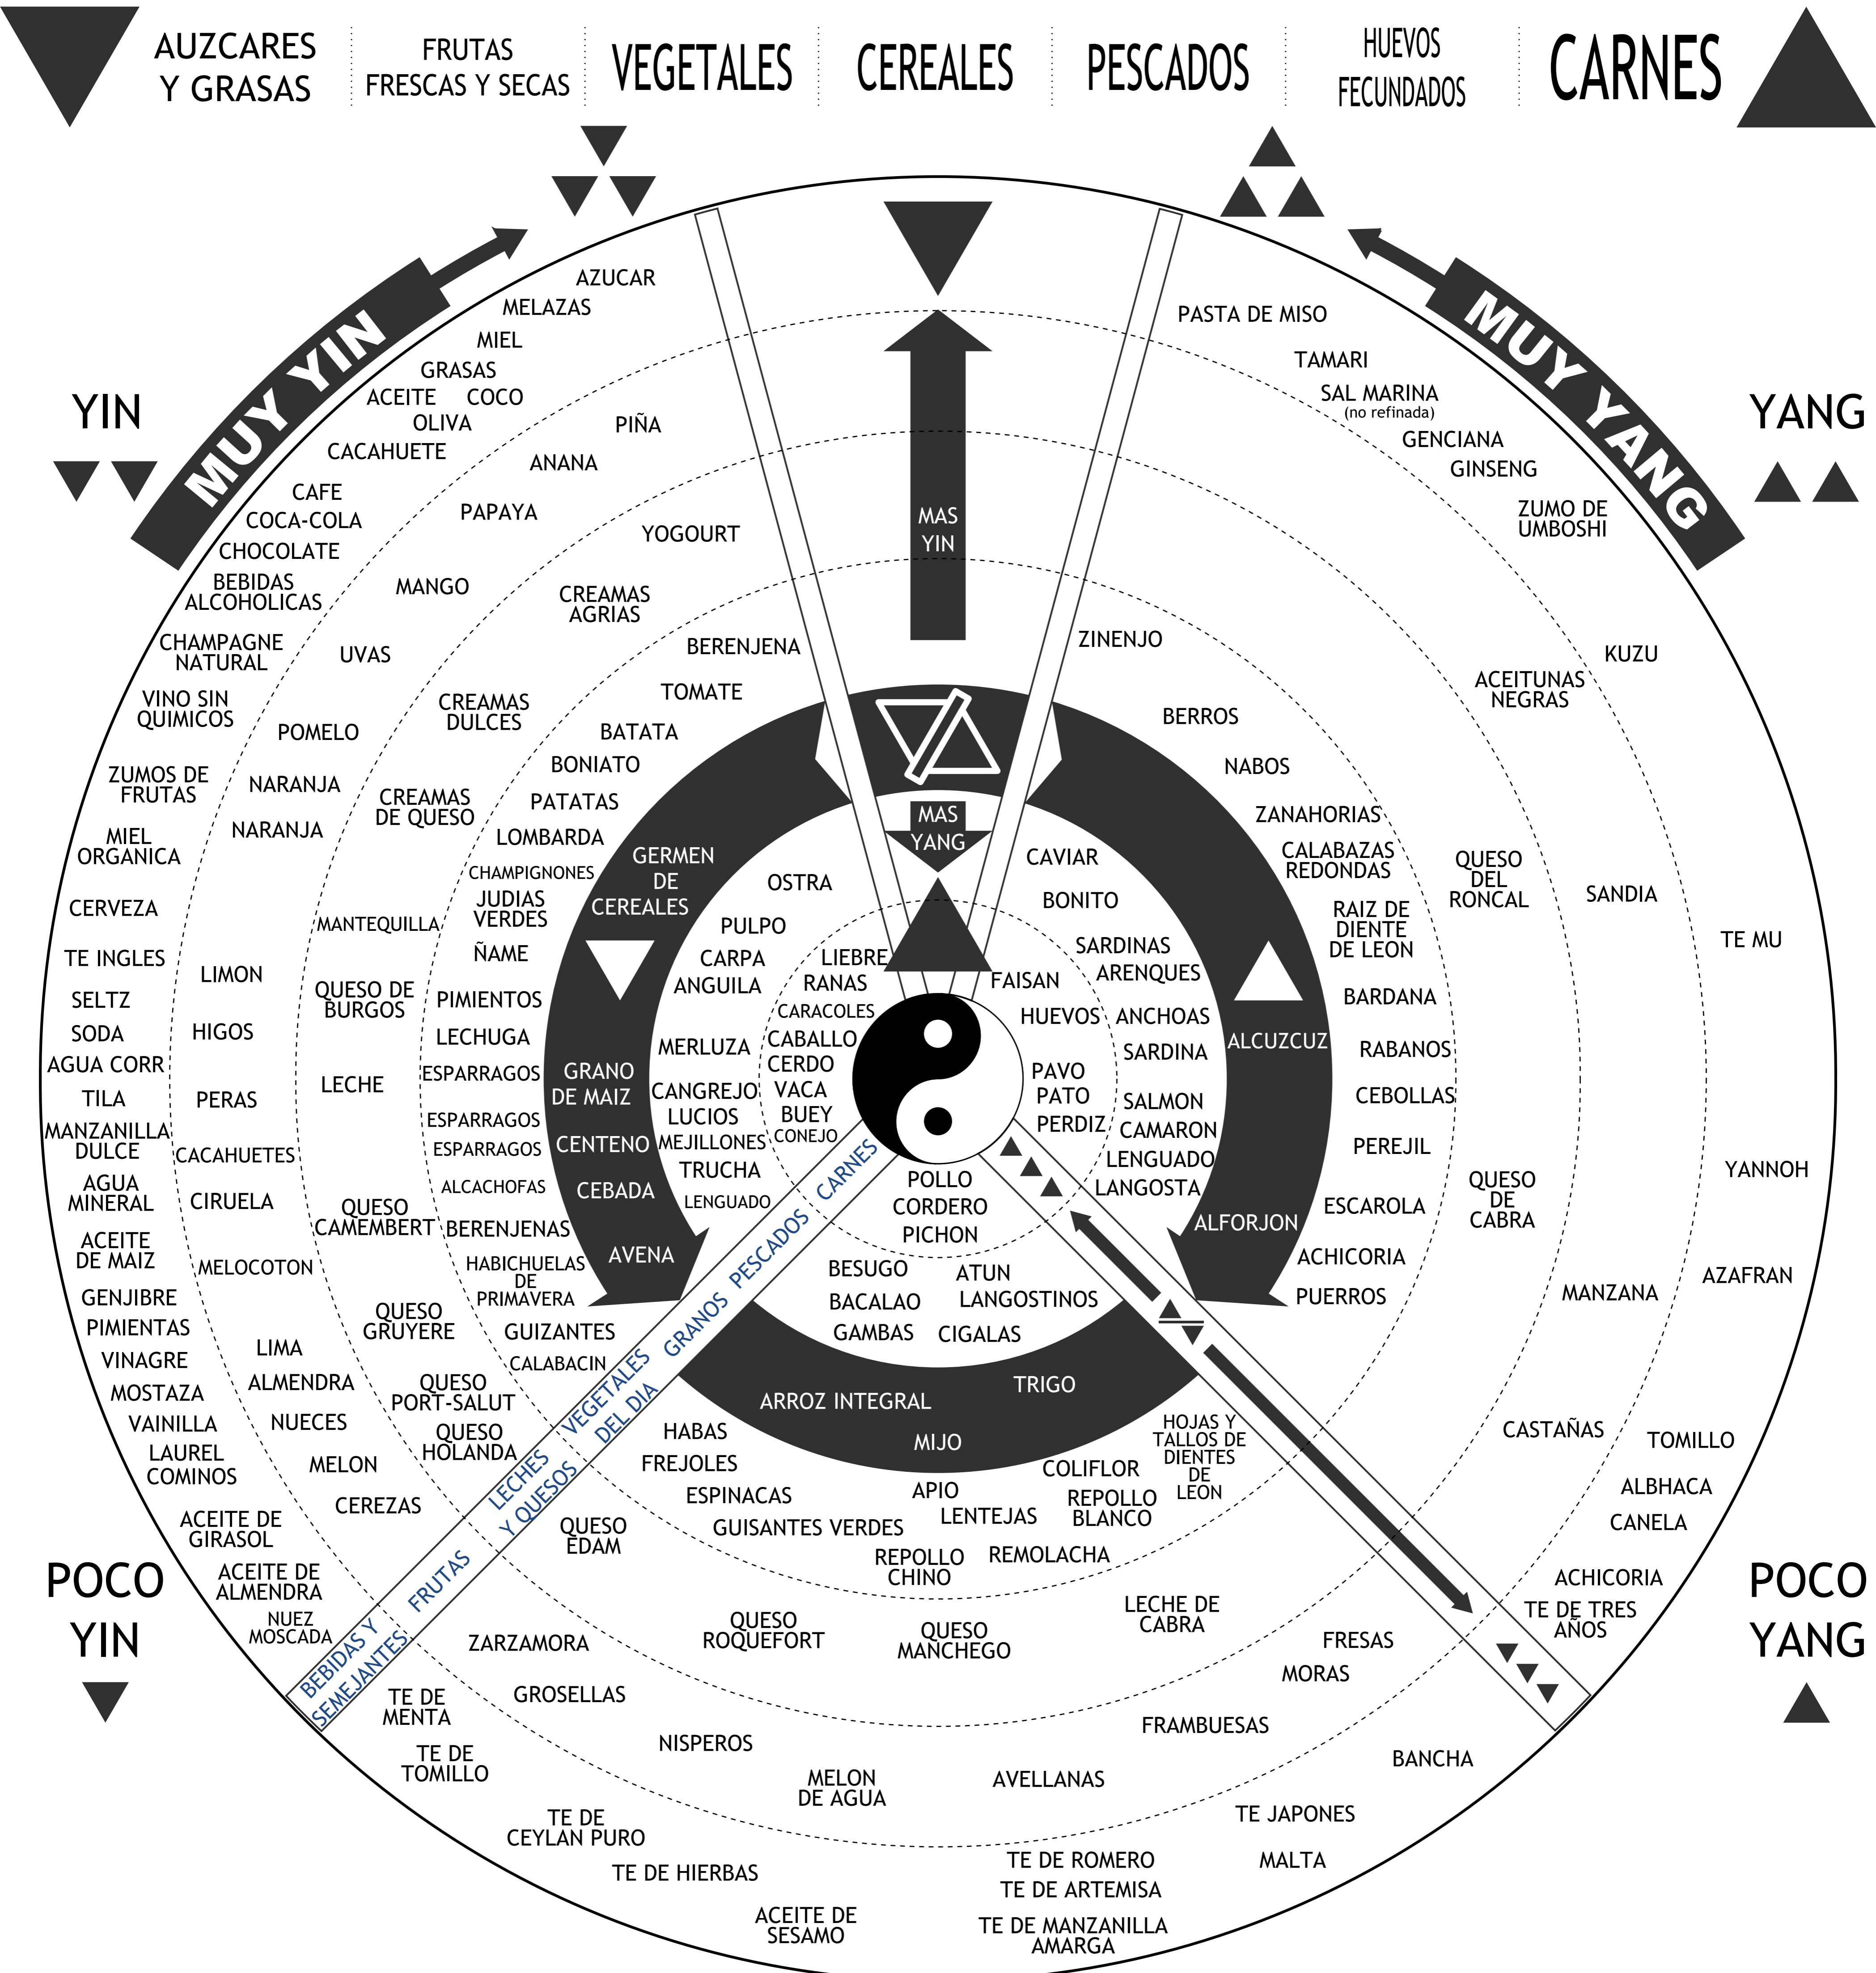 AUZCARES
Y GRASAS
FRUTAS
FRESCAS Y SECAS
VEGETALES
CEREALES
PESCADOS
HUEVOS
FECUNDADOS
CARNES
MUY YIN
MUY YANG
YIN
YANG
POCO
YIN
POCO
YANG
MAS
YIN
MAS
YANG
AZUCAR
MELAZAS
MIEL
GRASAS
ACEITE
COCO
OLIVA
CACAHUETE
CAFE
COCA-COLA
CHOCOLATE
BEBIDAS
ALCOHOLICAS
CHAMPAGNE
NATURAL
VINO SIN
QUIMICOS
ZUMOS DE
FRUTAS
MIEL
ORGANICA
CERVEZA
TE INGLES
SELTZ
SODA
AGUA CORR
TILA
MANZANILLA
DULCE
AGUA
MINERAL
ACEITE
DE MAIZ
GENJIBRE
PIMIENTAS
VINAGRE
MOSTAZA
VAINILLA
LAUREL
COMINOS
ACEITE DE
GIRASOL
ACEITE DE
ALMENDRA
NUEZ
MOSCADA
PIÑA
ANANA
PAPAYA
MANGO
UVAS
POMELO
NARANJA
NARANJA
LIMON
HIGOS
PERAS
CACAHUETES
CIRUELA
MELOCOTON
LIMA
ALMENDRA
NUECES
MELON
CEREZAS
YOGOURT
CREAMAS
AGRIAS
CREAMAS
DULCES
CREAMAS
DE QUESO
MANTEQUILLA
QUESO DE
BURGOS
LECHE
QUESO
CAMEMBERT
QUESO
GRUYERE
QUESO
PORT-SALUT
QUESO
HOLANDA
BERENJENA
TOMATE
BATATA
BONIATO
PATATAS
LOMBARDA
CHAMPIGNONES
JUDIAS
VERDES
ÑAME
PIMIENTOS
LECHUGA
ESPARRAGOS
ESPARRAGOS
ESPARRAGOS
ALCACHOFAS
BERENJENAS
HABICHUELAS
DE
PRIMAVERA
GUIZANTES
CALABACIN
GERMEN
DE
CEREALES
GRANO
DE MAIZ
CENTENO
CEBADA
AVENA
OSTRA
PULPO
CARPA
ANGUILA
MERLUZA
CANGREJO
LUCIOS
MEJILLONES
TRUCHA
LENGUADO
LIEBRE
RANAS
CARACOLES
CABALLO
CERDO
VACA
BUEY
CONEJO
PASTA DE MISO
TAMARI
SAL MARINA
(no refinada)
GENCIANA
GINSENG
ZUMO DE
UMBOSHI
KUZU
TE MU
YANNOH
AZAFRAN
TOMILLO
ALBHACA
CANELA
ACHICORIA
TE DE TRES
AÑOS
ACEITUNAS
NEGRAS
SANDIA
MANZANA
CASTAÑAS
QUESO
DEL
RONCAL
QUESO
DE
CABRA
ZINENJO
BERROS
NABOS
ZANAHORIAS
CALABAZAS
REDONDAS
RAIZ DE
DIENTE
DE LEON
BARDANA
RABANOS
CEBOLLAS
PEREJIL
ESCAROLA
ACHICORIA
PUERROS
ALCUZCUZ
ALFORJON
CAVIAR
BONITO
SARDINAS
ARENQUES
ANCHOAS
SARDINA
SALMON
CAMARON
LENGUADO
LANGOSTA
FAISAN
HUEVOS
PAVO
PATO
PERDIZ
POLLO
CORDERO
PICHON
BESUGO
ATUN
BACALAO
LANGOSTINOS
GAMBAS
CIGALAS
ARROZ INTEGRAL
TRIGO
MIJO
HABAS
FREJOLES
ESPINACAS
GUISANTES VERDES
APIO
LENTEJAS
COLIFLOR
REPOLLO
BLANCO
HOJAS Y
TALLOS DE
DIENTES
DE
LEON
REPOLLO
CHINO
REMOLACHA
QUESO
EDAM
QUESO
ROQUEFORT
QUESO
MANCHEGO
LECHE DE
CABRA
ZARZAMORA
GROSELLAS
NISPEROS
MELON
DE AGUA
AVELLANAS
FRAMBUESAS
MORAS
FRESAS
TE DE
MENTA
TE DE
TOMILLO
TE DE
CEYLAN PURO
TE DE HIERBAS
ACEITE DE
SESAMO
TE DE ROMERO
TE DE ARTEMISA
TE DE MANZANILLA
AMARGA
MALTA
TE JAPONES
BANCHA
CARNES
PESCADOS
GRANOS
VEGETALES
DEL DIA
LECHES
Y QUESOS
FRUTAS
BEBIDAS Y
SEMEJANTES